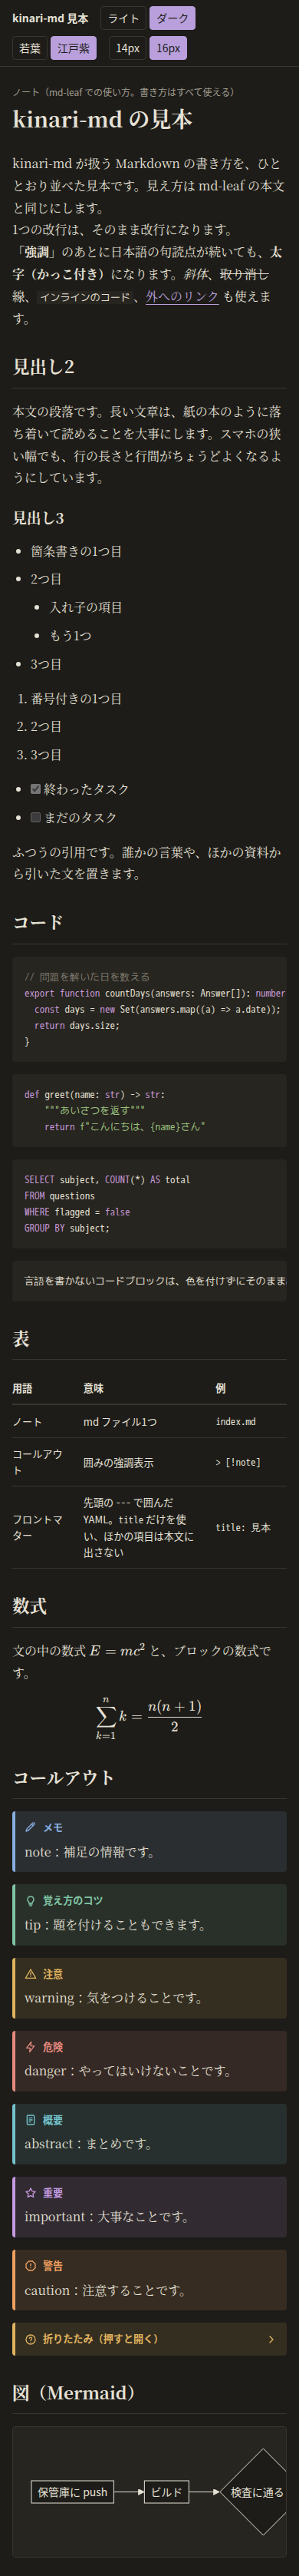 kinari-md 見本 ライト ダーク
若葉 江戸紫 14px 16px
ノート（md-leaf での使い方。書き方はすべて使える）
kinari-md の見本
kinari-md が扱う Markdown の書き方を、ひと
とおり並べた見本です。見え方は md-leaf の本文
と同じにします。
1つの改行は、そのまま改行になります。
「強調」のあとに日本語の句読点が続いても、太
字（かっこ付き）になります。斜体、取り消し
線、インラインのコード、外へのリンク も使えま
す。
見出し2
本文の段落です。長い文章は、紙の本のように落
ち着いて読めることを大事にします。スマホの狭
い幅でも、行の長さと行間がちょうどよくなるよ
うにしています。
見出し3
• 箇条書きの1つ目
• 2つ目
• 入れ子の項目
• もう1つ
• 3つ目
1. 番号付きの1つ目
2. 2つ目
3. 3つ目
• 終わったタスク
• まだのタスク
ふつうの引用です。誰かの言葉や、ほかの資料か
ら引いた文を置きます。
コード
// 問題を解いた日を数える
export function countDays(answers: Answer[]): number
const days = new Set(answers.map((a) => a.date));
return days.size;
}
def greet(name: str) -> str:
"""あいさつを返す"""
return f"こんにちは、{name}さん"
SELECT subject, COUNT(*) AS total
FROM questions
WHERE flagged = false
GROUP BY subject;
言語を書かないコードブロックは、色を付けずにそのまま
表
用語 意味 例
ノート md ファイル1つ index.md
コールアウ
ト 囲みの強調表示 > [!note]
フロントマ
ター 先頭の --- で囲んだ
YAML。title だけを使
い、ほかの項目は本文に
出さない title: 見本
数式
文の中の数式 E = mc² と、ブロックの数式で
す。
∑_{k=1}^{n} k = n(n + 1) / 2
コールアウト
メモ
note：補足の情報です。
覚え方のコツ
tip：題を付けることもできます。
注意
warning：気をつけることです。
危険
danger：やってはいけないことです。
概要
abstract：まとめです。
重要
important：大事なことです。
警告
caution：注意することです。
折りたたみ（押すと開く）
図（Mermaid）
保管庫に push ビルド 検査に通る